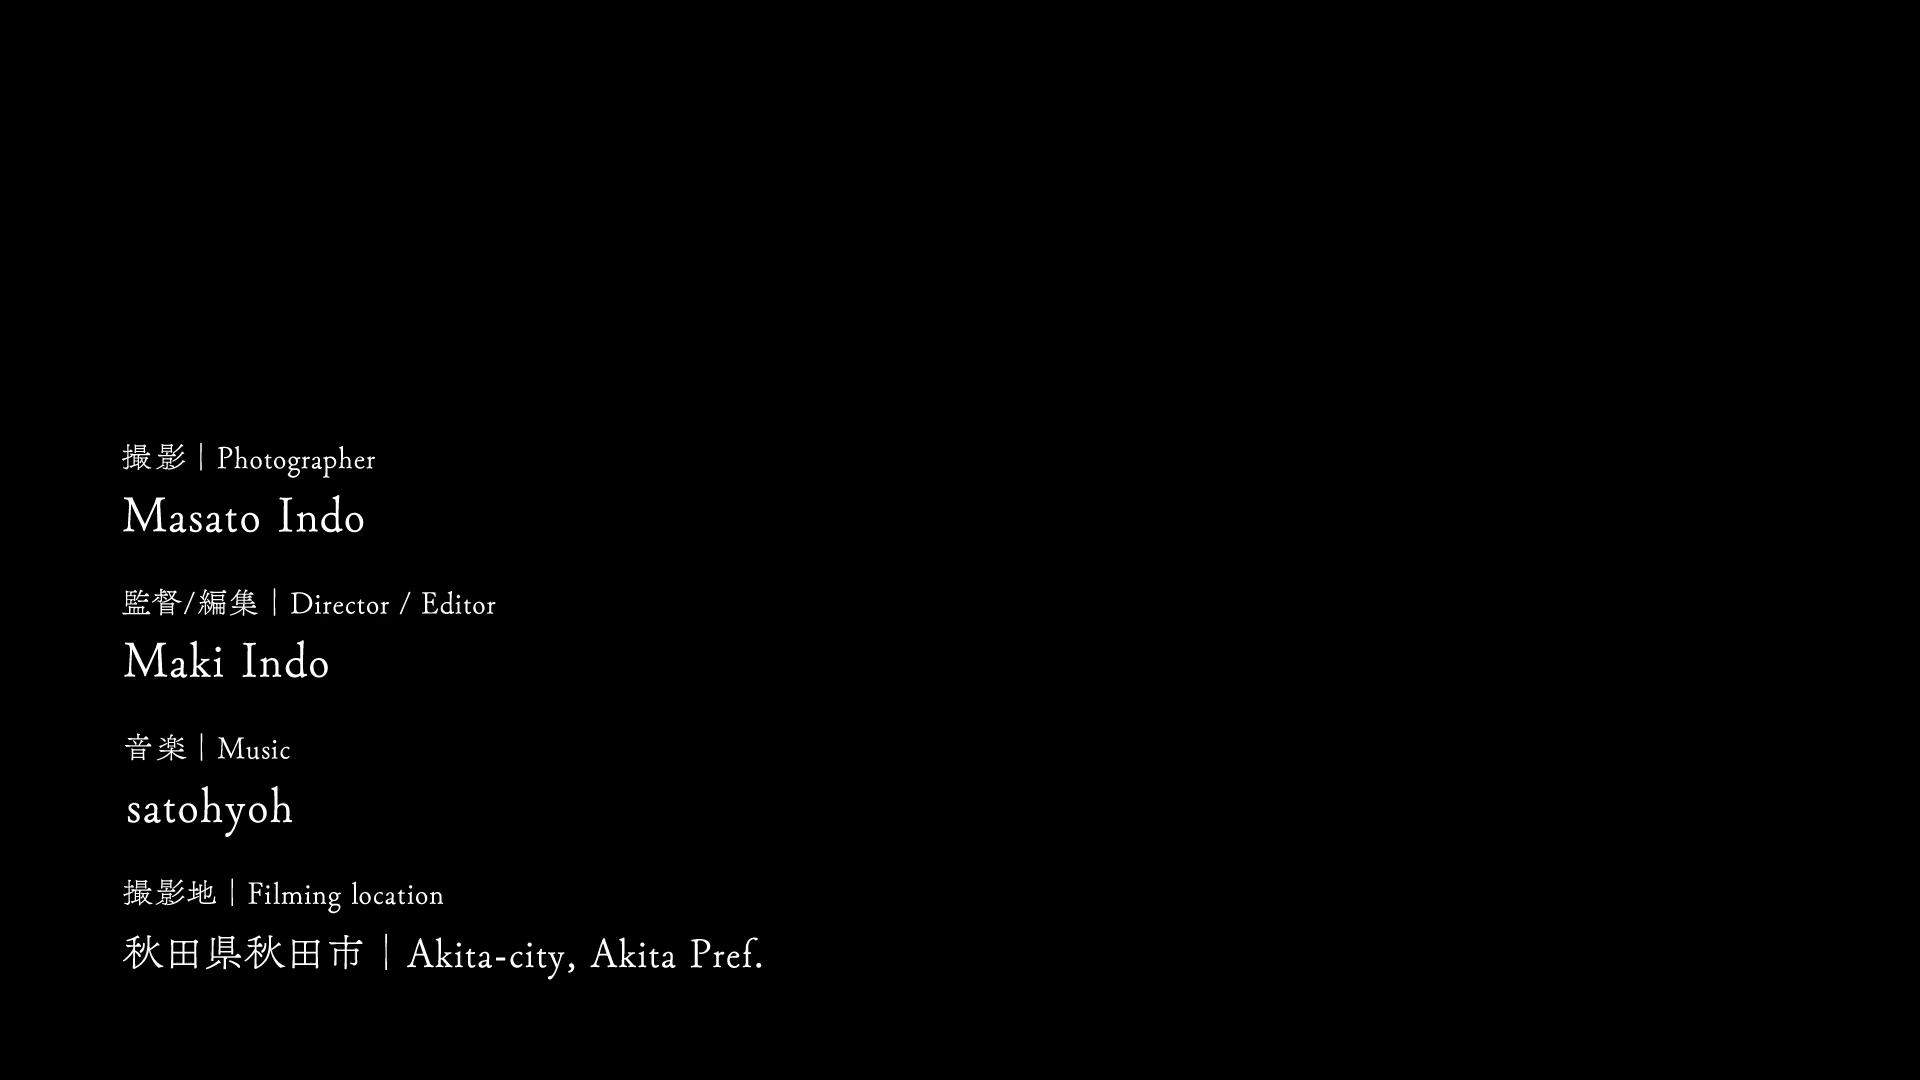 撮影｜Photographer
Masato Indo
監督/編集｜Director / Editor
Maki Indo
音楽｜Music
satohyoh
撮影地｜Filming location
秋田県秋田市｜Akita-city, Akita Pref.